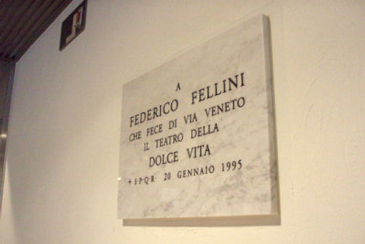 A
FEDERICO FELLINI
CHE FECE DI VIA VENETO
IL TEATRO DELLA
DOLCE VITA
+ S·P·Q·R· 20 GENNAIO 1995